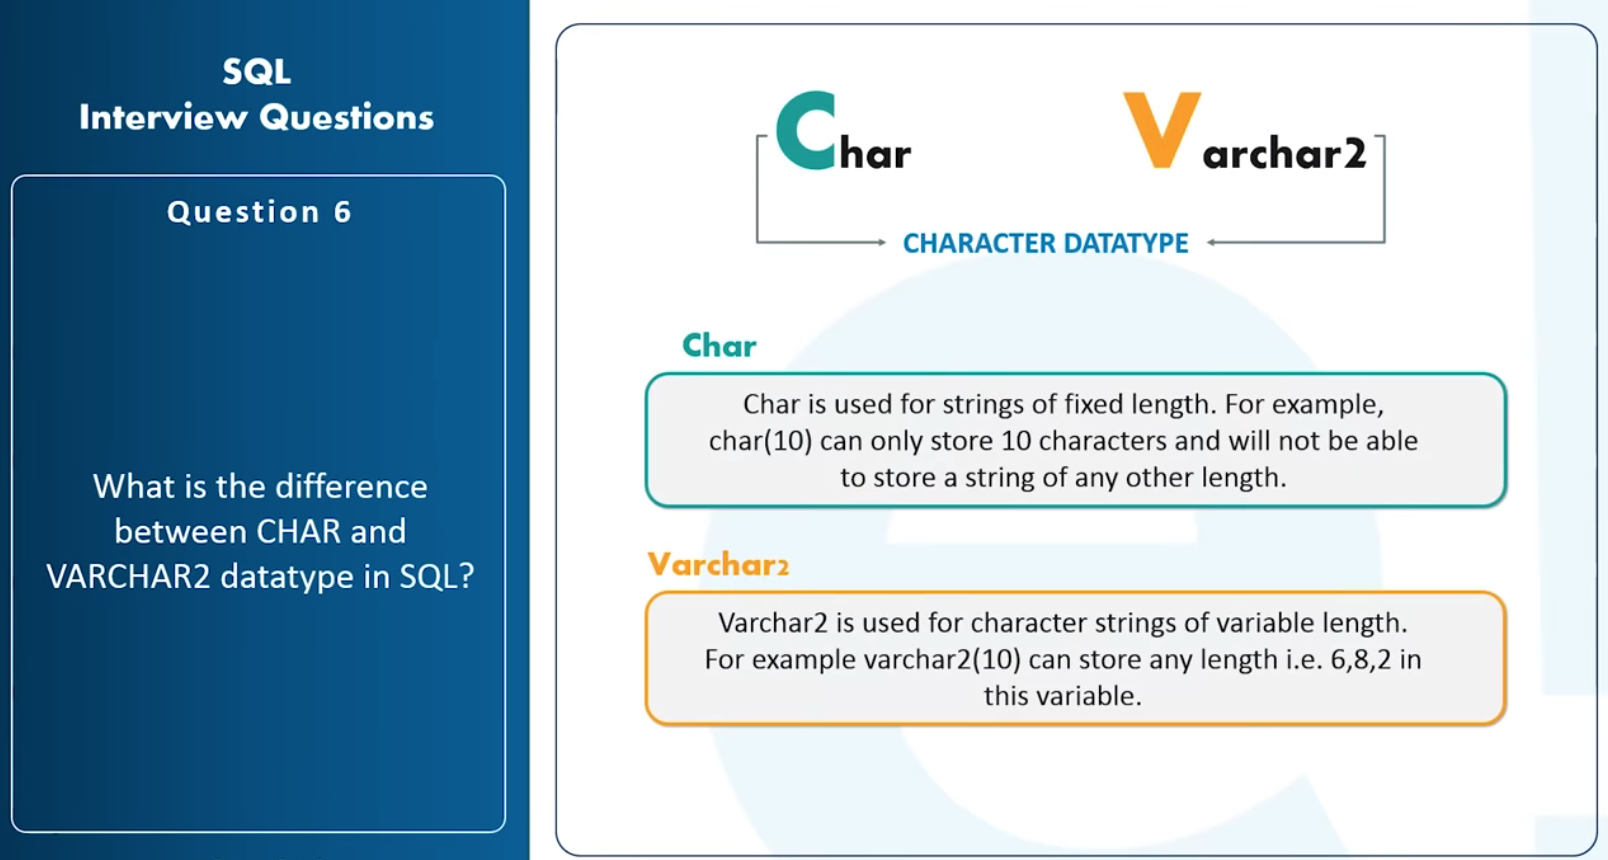 SQL
Interview Questions
Question 6
What is the difference
between CHAR and
VARCHAR2 datatype in SQL?
Char
Varchar2
CHARACTER DATATYPE
Char
Char is used for strings of fixed length. For example,
char(10) can only store 10 characters and will not be able
to store a string of any other length.
Varchar2
Varchar2 is used for character strings of variable length.
For example varchar2(10) can store any length i.e. 6,8,2 in
this variable.